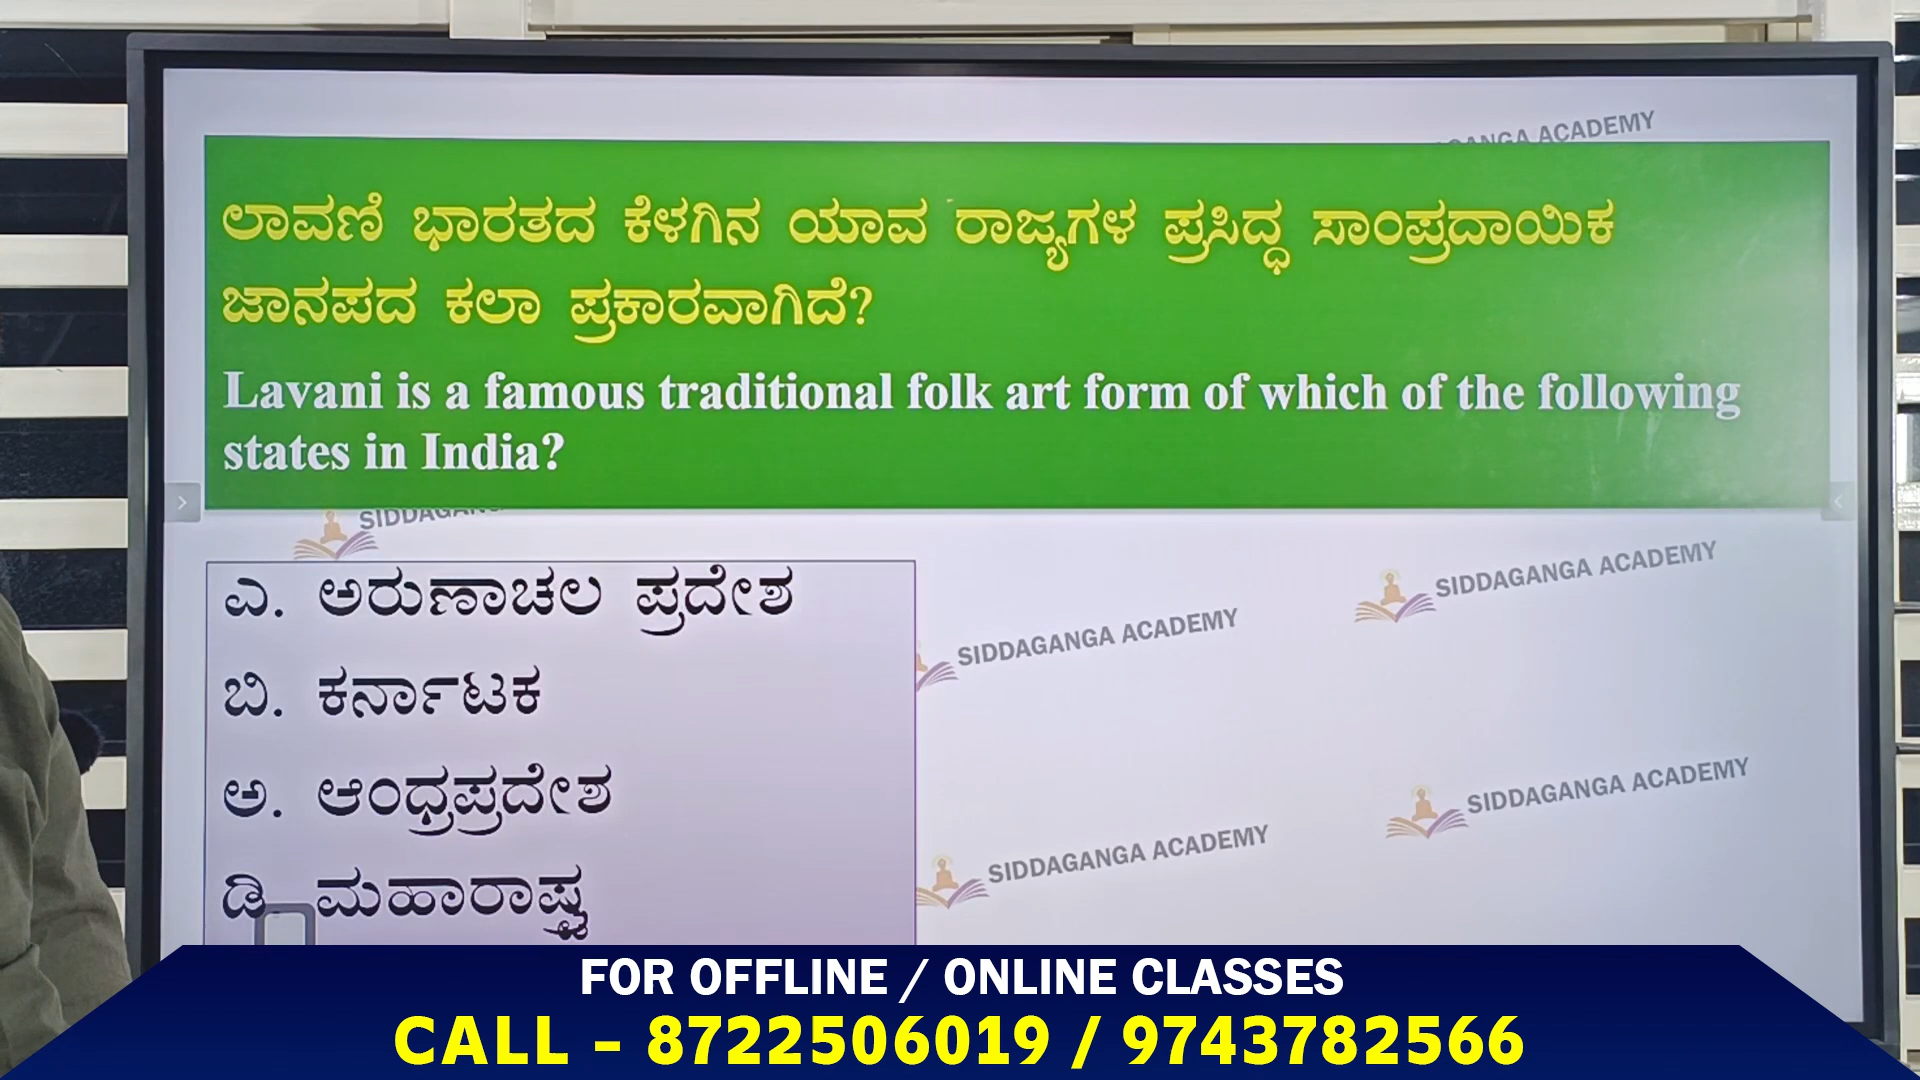 GANGA ACADEMY
ಲಾವಣಿ ಭಾರತದ ಕೆಳಗಿನ ಯಾವ ರಾಜ್ಯಗಳ ಪ್ರಸಿದ್ಧ ಸಾಂಪ್ರದಾಯಿಕ
ಜಾನಪದ ಕಲಾ ಪ್ರಕಾರವಾಗಿದೆ?
Lavani is a famous traditional folk art form of which of the following
states in India?
ಎ. ಅರುಣಾಚಲ ಪ್ರದೇಶ
ಬಿ. ಕರ್ನಾಟಕ
ಅ. ಆಂಧ್ರಪ್ರದೇಶ
ಡಿ. ಮಹಾರಾಷ್ಟ್ರ
SIDDAGANGA ACADEMY
SIDDAGANGA ACADEMY
SIDDAGANGA ACADEMY
SIDDAGANGA ACADEMY
FOR OFFLINE / ONLINE CLASSES
CALL – 8722506019 / 9743782566